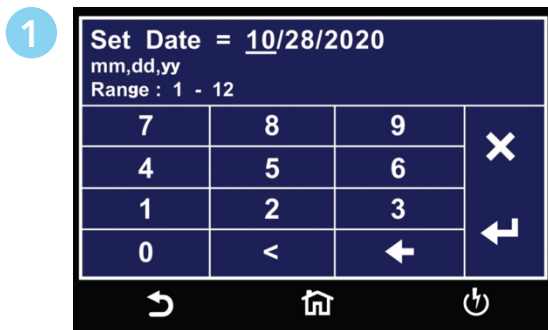 1
Set Date = 10/28/2020
mm,dd,yy
Range : 1 - 12
7 8 9
4 5 6
1 2 3
0 <